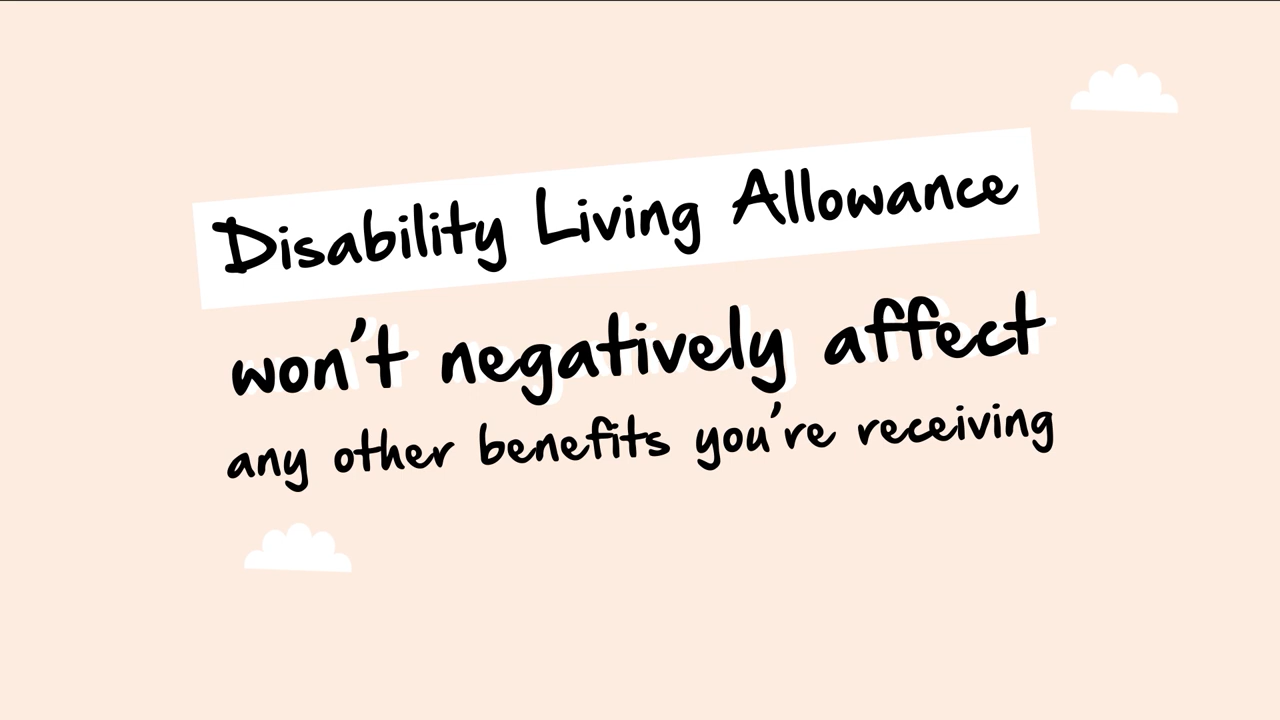 Disability Living Allowance
won't negatively affect
any other benefits you're receiving